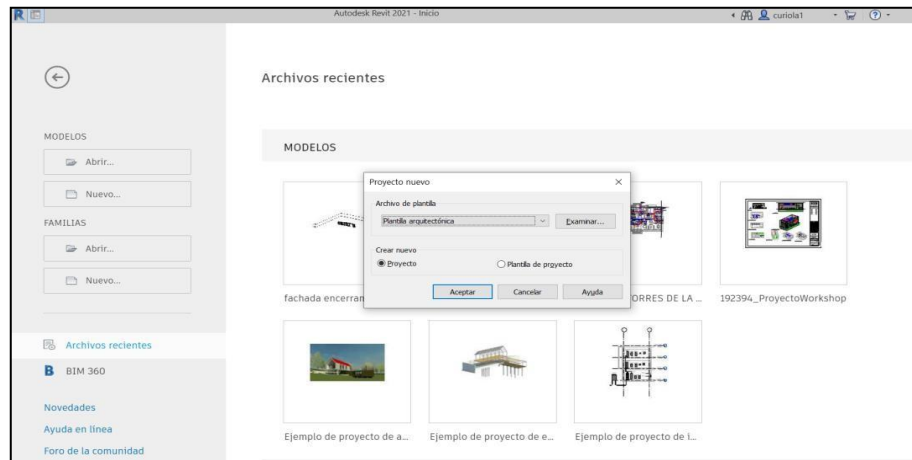 Autodesk Revit 2021 - Inicio
curiola1
Archivos recientes
MODELOS
Abrir...
Nuevo...
FAMILIAS
Abrir...
Nuevo...
Archivos recientes
B BIM 360
Novedades
Ayuda en línea
Foro de la comunidad
MODELOS
Proyecto nuevo
Archivo de plantilla
Plantilla arquitectónica
Examinar...
Crear nuevo
Proyecto
Plantilla de proyecto
Aceptar
Cancelar
Ayuda
fachada encerran
ORRES DE LA ...
192394_ProyectoWorkshop
Ejemplo de proyecto de a...
Ejemplo de proyecto de e...
Ejemplo de proyecto de i...